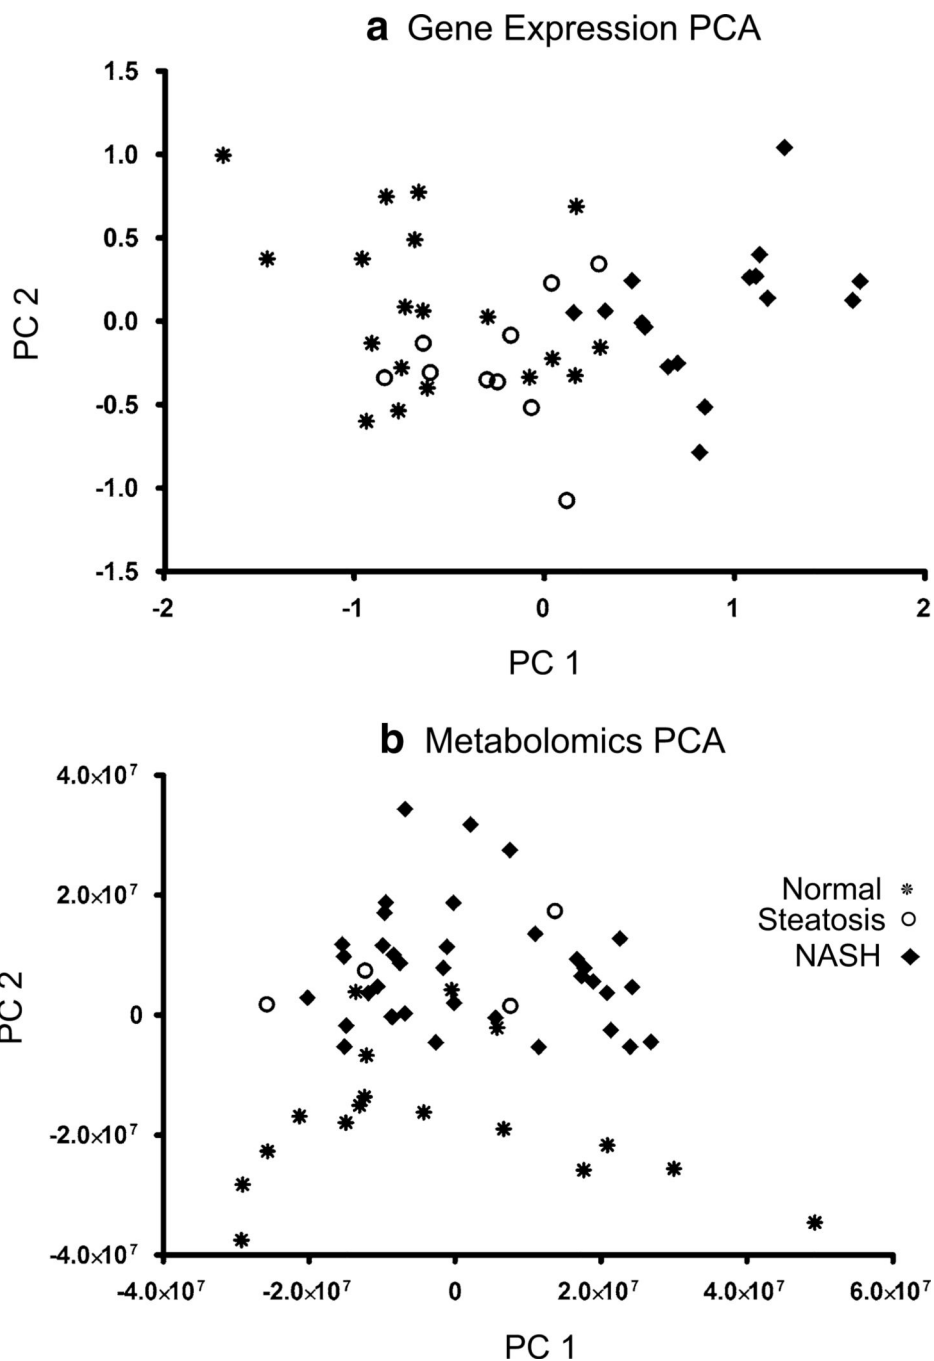 a Gene Expression PCA
1.5
1.0
0.5
0.0
-0.5
-1.0
-1.5
PC 2
-2 -1 0 1 2
PC 1
b Metabolomics PCA
4.0×10⁷
2.0×10⁷
0
-2.0×10⁷
-4.0×10⁷
PC 2
Normal
Steatosis
NASH
-4.0×10⁷ -2.0×10⁷ 0 2.0×10⁷ 4.0×10⁷ 6.0×10⁷
PC 1